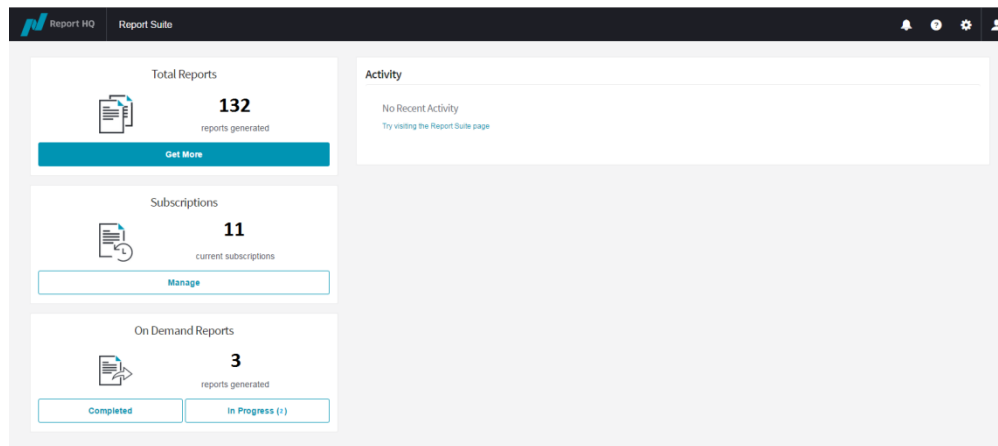 Report HQ
Report Suite
Total Reports
132
reports generated
Get More
Subscriptions
11
current subscriptions
Manage
On Demand Reports
3
reports generated
Completed
In Progress (2)
Activity
No Recent Activity
Try visiting the Report Suite page